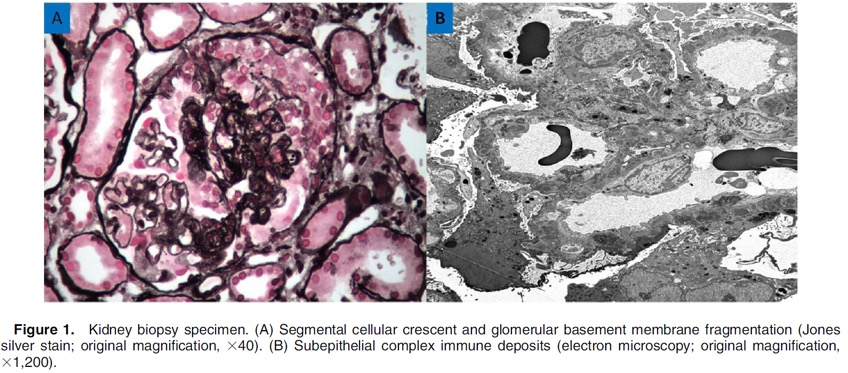 A
B
Figure 1. Kidney biopsy specimen. (A) Segmental cellular crescent and glomerular basement membrane fragmentation (Jones
silver stain; original magnification, ×40). (B) Subepithelial complex immune deposits (electron microscopy; original magnification,
×1,200).